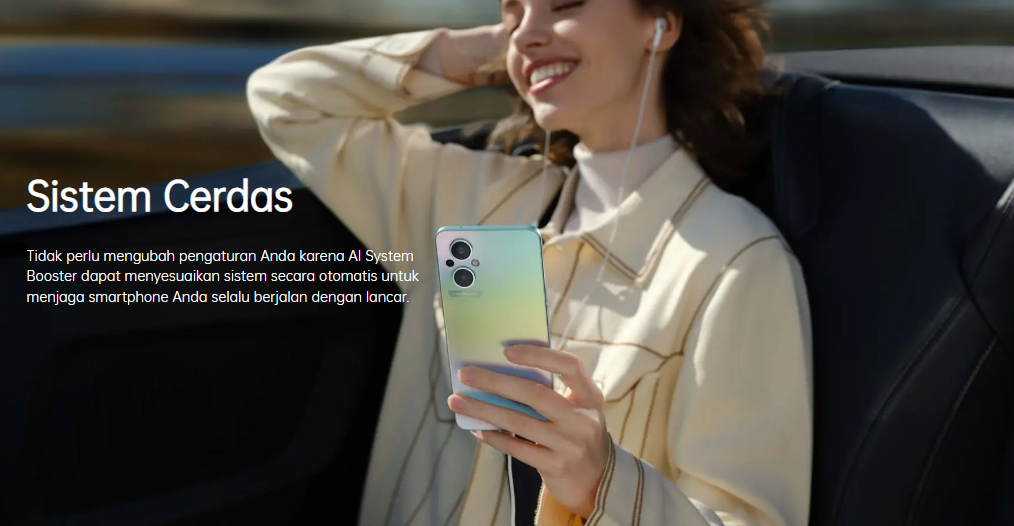 Sistem Cerdas
Tidak perlu mengubah pengaturan Anda karena AI System
Booster dapat menyesuaikan sistem secara otomatis untuk
menjaga smartphone Anda selalu berjalan dengan lancar.